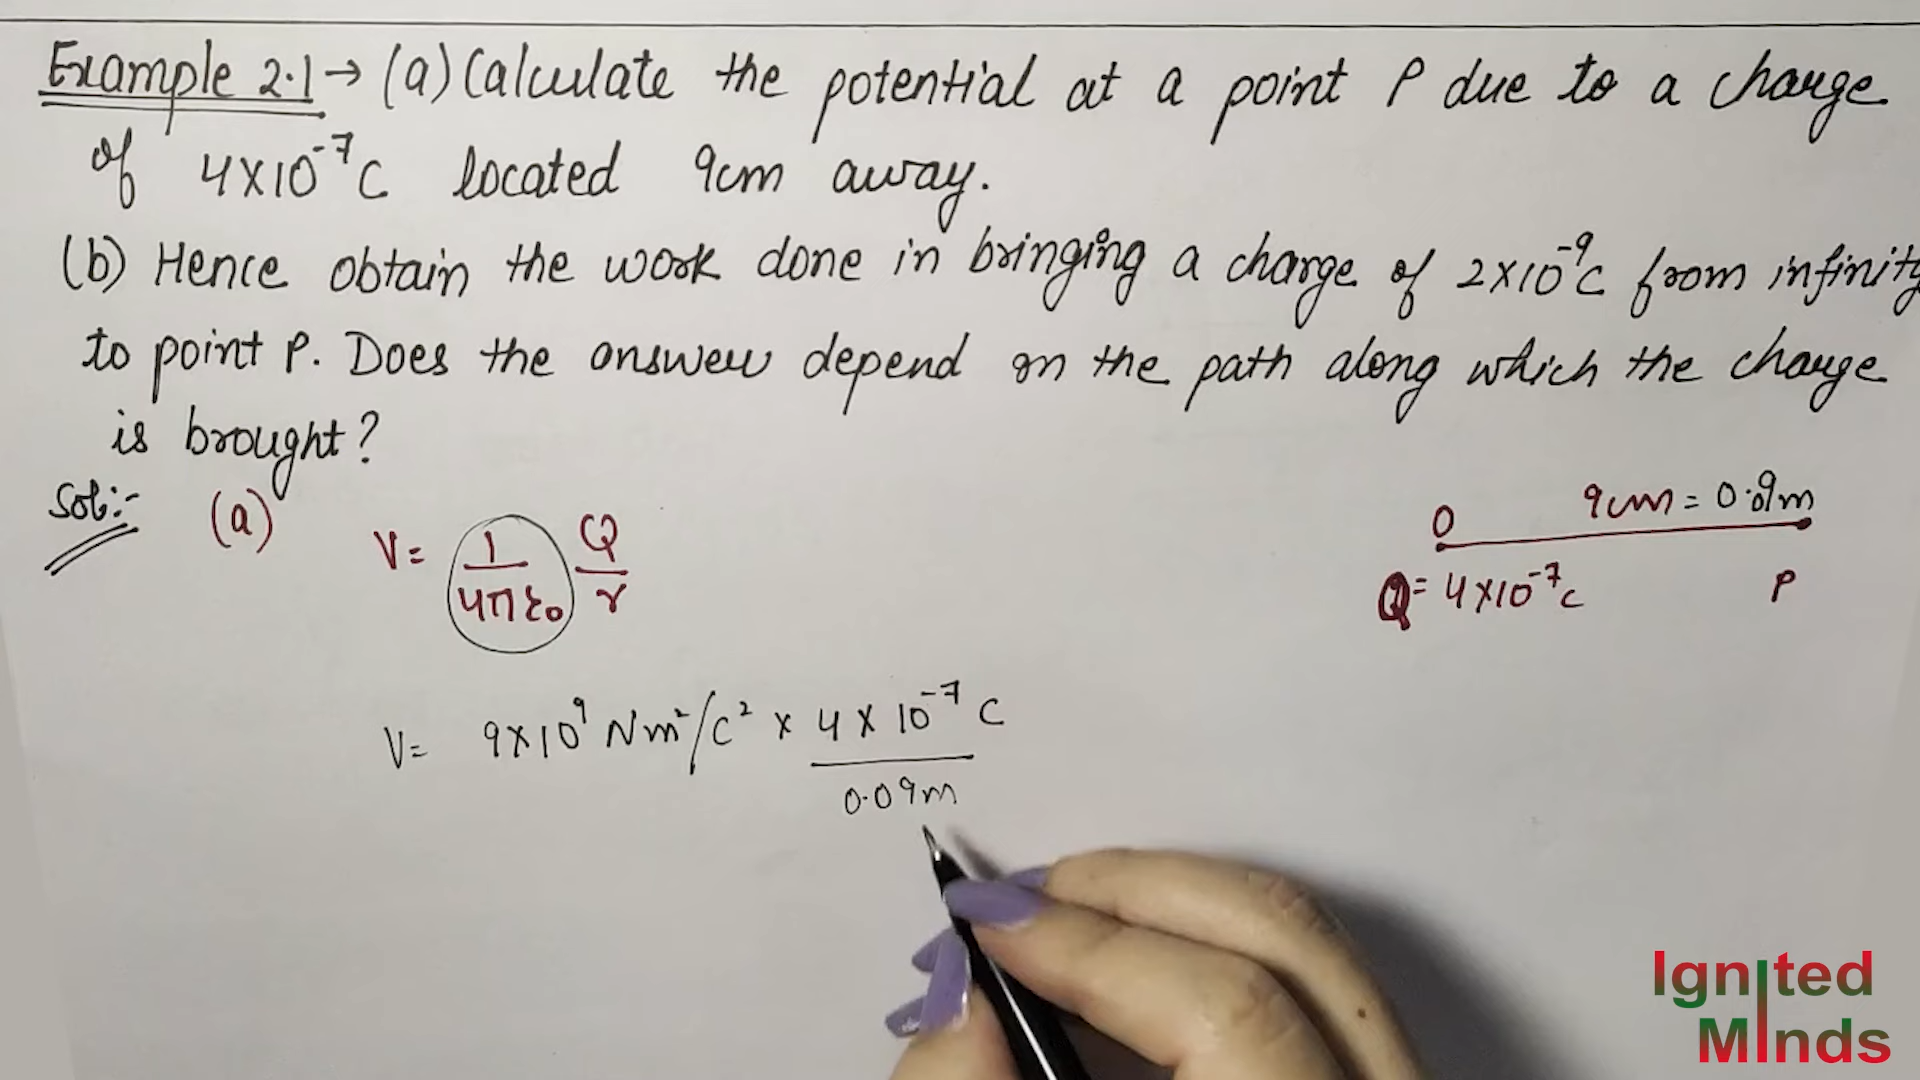 Example 2.1 → (a) Calculate the potential at a point P due to a charge
of 4×10⁻⁷C located 9cm away.
(b) Hence obtain the work done in bringing a charge of 2×10⁻⁹C from infinity
to point P. Does the answer depend on the path along which the charge
is brought?
Sol:-
(a)
V = 1/4πε₀ Q/r
O 9cm = 0.09m
Q = 4×10⁻⁷C P
V = 9×10⁹ Nm²/C² × 4×10⁻⁷ C
0.09m
Ignited
Minds